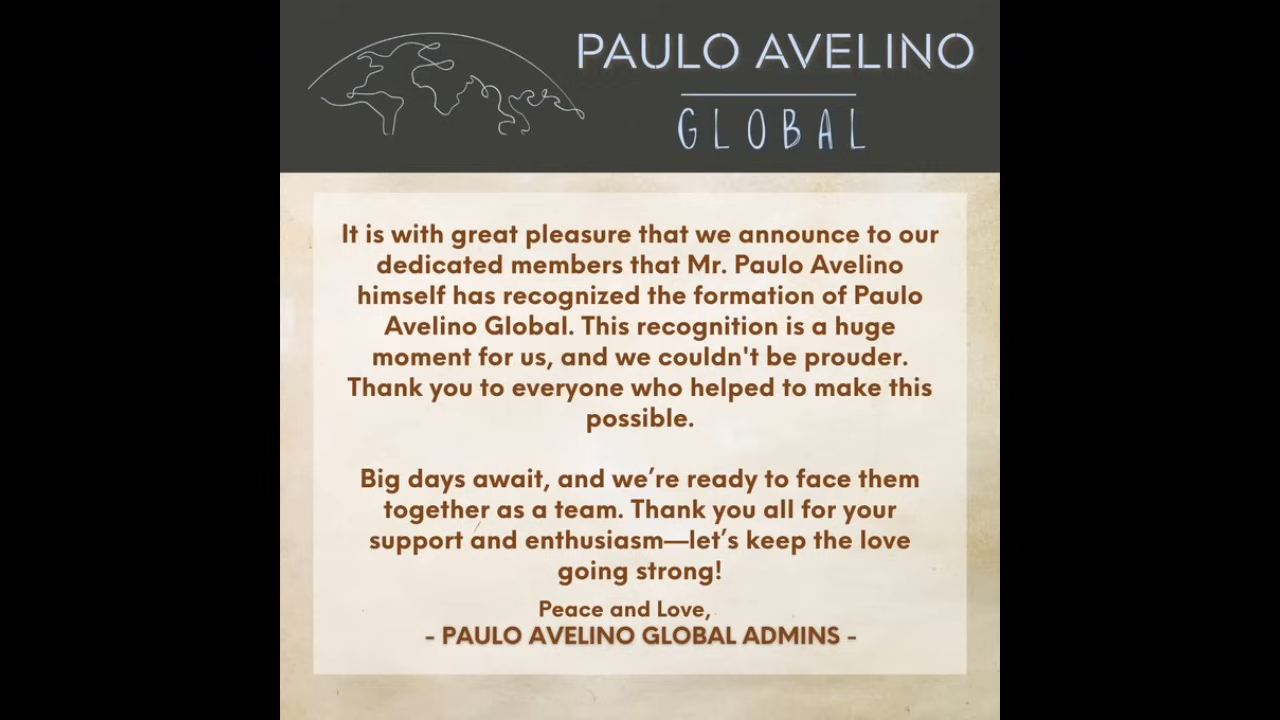 PAULO AVELINO
GLOBAL
It is with great pleasure that we announce to our
dedicated members that Mr. Paulo Avelino
himself has recognized the formation of Paulo
Avelino Global. This recognition is a huge
moment for us, and we couldn't be prouder.
Thank you to everyone who helped to make this
possible.
Big days await, and we’re ready to face them
together as a team. Thank you all for your
support and enthusiasm—let’s keep the love
going strong!
Peace and Love,
- PAULO AVELINO GLOBAL ADMINS -